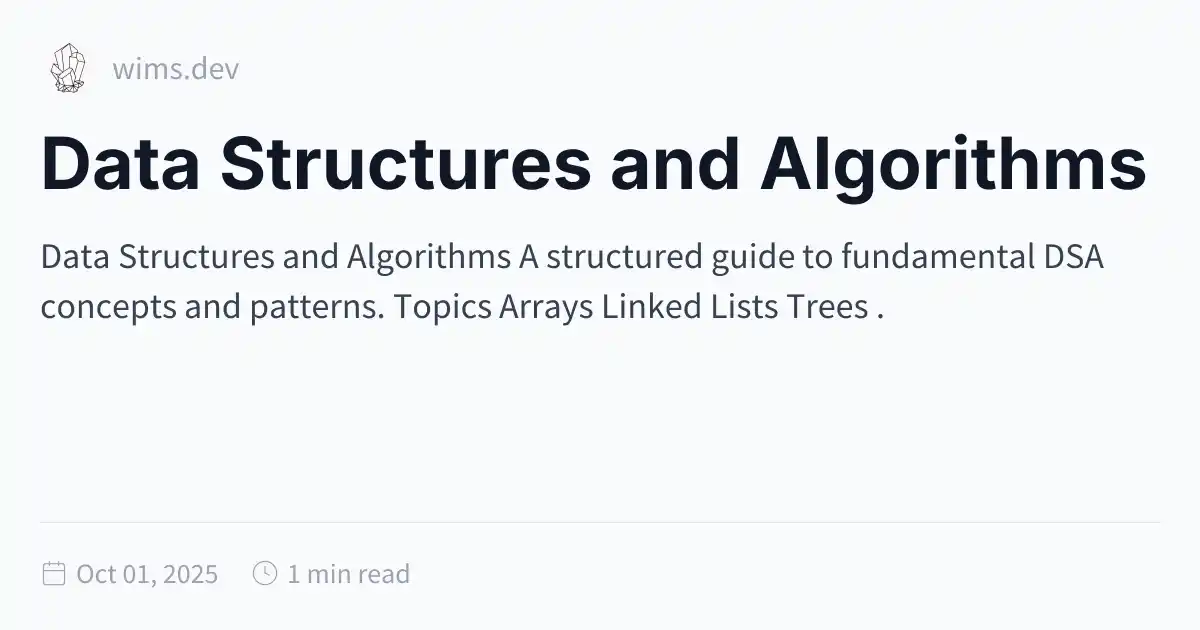 wims.dev
Data Structures and Algorithms
Data Structures and Algorithms A structured guide to fundamental DSA
concepts and patterns. Topics Arrays Linked Lists Trees .
Oct 01, 2025 1 min read